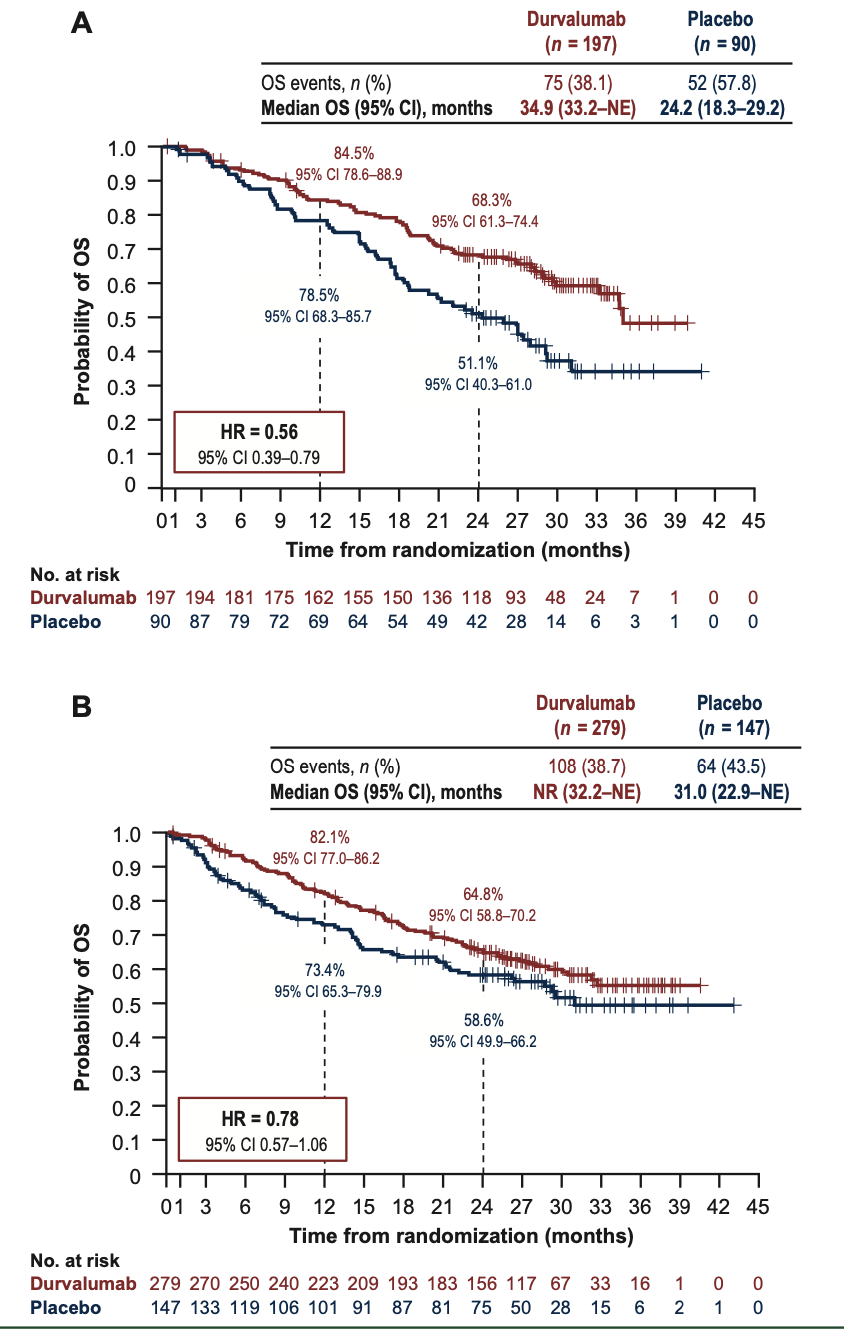 A
Durvalumab Placebo
(n = 197) (n = 90)
OS events, n (%) 75 (38.1) 52 (57.8)
Median OS (95% CI), months 34.9 (33.2–NE) 24.2 (18.3–29.2)
1.0
0.9
0.8
0.7
0.6
0.5
0.4
0.3
0.2
0.1
0
Probability of OS
84.5%
95% CI 78.6–88.9
68.3%
95% CI 61.3–74.4
78.5%
95% CI 68.3–85.7
51.1%
95% CI 40.3–61.0
HR = 0.56
95% CI 0.39–0.79
0 1 3 6 9 12 15 18 21 24 27 30 33 36 39 42 45
Time from randomization (months)
No. at risk
Durvalumab 197 194 181 175 162 155 150 136 118 93 48 24 7 1 0 0
Placebo 90 87 79 72 69 64 54 49 42 28 14 6 3 1 0 0
B
Durvalumab Placebo
(n = 279) (n = 147)
OS events, n (%) 108 (38.7) 64 (43.5)
Median OS (95% CI), months NR (32.2–NE) 31.0 (22.9–NE)
1.0
0.9
0.8
0.7
0.6
0.5
0.4
0.3
0.2
0.1
0
Probability of OS
82.1%
95% CI 77.0–86.2
64.8%
95% CI 58.8–70.2
73.4%
95% CI 65.3–79.9
58.6%
95% CI 49.9–66.2
HR = 0.78
95% CI 0.57–1.06
0 1 3 6 9 12 15 18 21 24 27 30 33 36 39 42 45
Time from randomization (months)
No. at risk
Durvalumab 279 270 250 240 223 209 193 183 156 117 67 33 16 1 0 0
Placebo 147 133 119 106 101 91 87 81 75 50 28 15 6 2 1 0